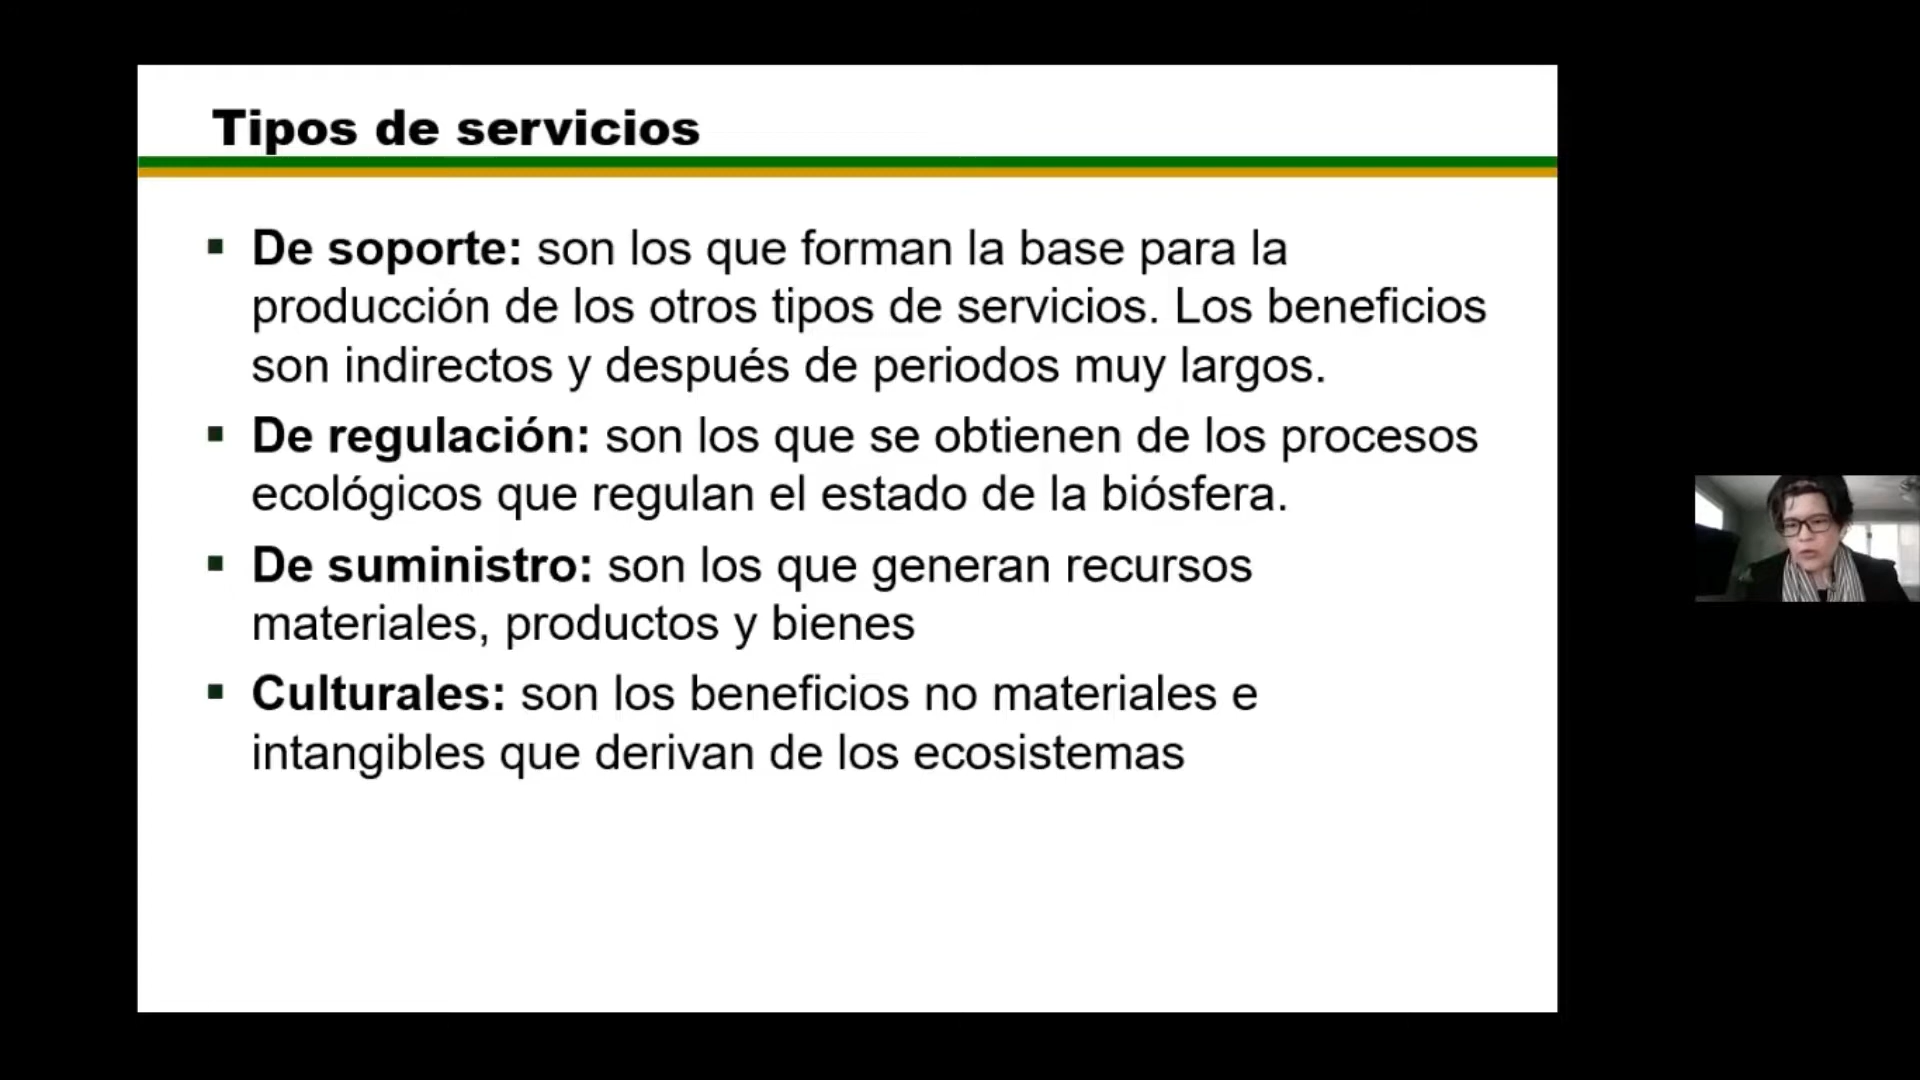 Tipos de servicios
▪ De soporte: son los que forman la base para la
producción de los otros tipos de servicios. Los beneficios
son indirectos y después de periodos muy largos.
▪ De regulación: son los que se obtienen de los procesos
ecológicos que regulan el estado de la biósfera.
▪ De suministro: son los que generan recursos
materiales, productos y bienes
▪ Culturales: son los beneficios no materiales e
intangibles que derivan de los ecosistemas